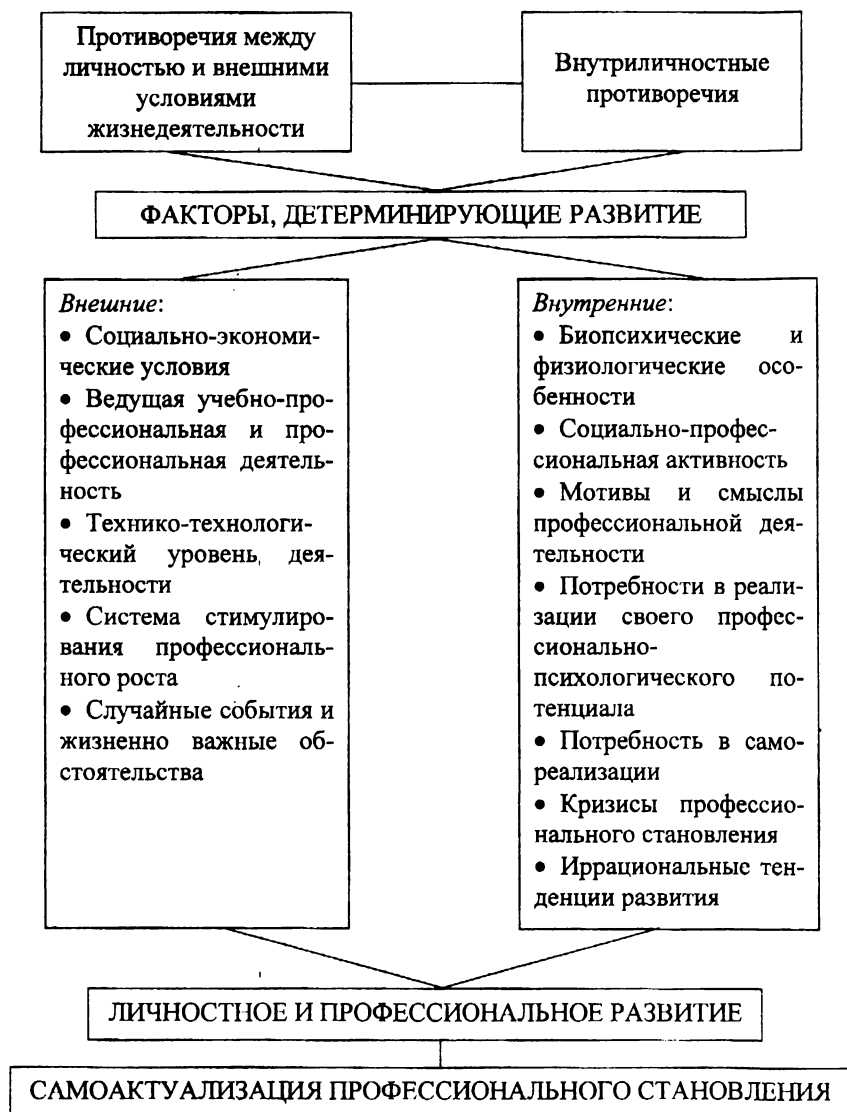 Противоречия между
личностью и внешними
условиями
жизнедеятельности
Внутриличностные
противоречия
ФАКТОРЫ, ДЕТЕРМИНИРУЮЩИЕ РАЗВИТИЕ
Внешние:
• Социально-экономи-
ческие условия
• Ведущая учебно-про-
фессиональная и про-
фессиональная деятель-
ность
• Технико-технологи-
ческий уровень деятельности
• Система стимулиро-
вания профессиональ-
ного роста
• Случайные события и
жизненно важные об-
стоятельства
Внутренние:
• Биопсихические и
физиологические осо-
бенности
• Социально-профес-
сиональная активность
• Мотивы и смыслы
профессиональной дея-
тельности
• Потребности в реали-
зации своего профес-
сионально-
психологического по-
тенциала
• Потребность в само-
реализации
• Кризисы профессио-
нального становления
• Иррациональные тен-
денции развития
ЛИЧНОСТНОЕ И ПРОФЕССИОНАЛЬНОЕ РАЗВИТИЕ
САМОАКТУАЛИЗАЦИЯ ПРОФЕССИОНАЛЬНОГО СТАНОВЛЕНИЯ